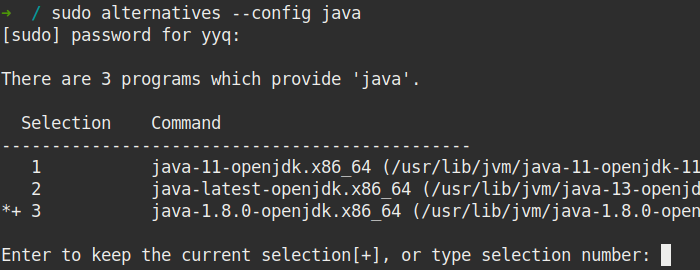 ➜  / sudo alternatives --config java
[sudo] password for yyq:
There are 3 programs which provide 'java'.
  Selection    Command
-----------------------------------------------
   1           java-11-openjdk.x86_64 (/usr/lib/jvm/java-11-openjdk-11
   2           java-latest-openjdk.x86_64 (/usr/lib/jvm/java-13-openjd
*+ 3           java-1.8.0-openjdk.x86_64 (/usr/lib/jvm/java-1.8.0-open
Enter to keep the current selection[+], or type selection number: